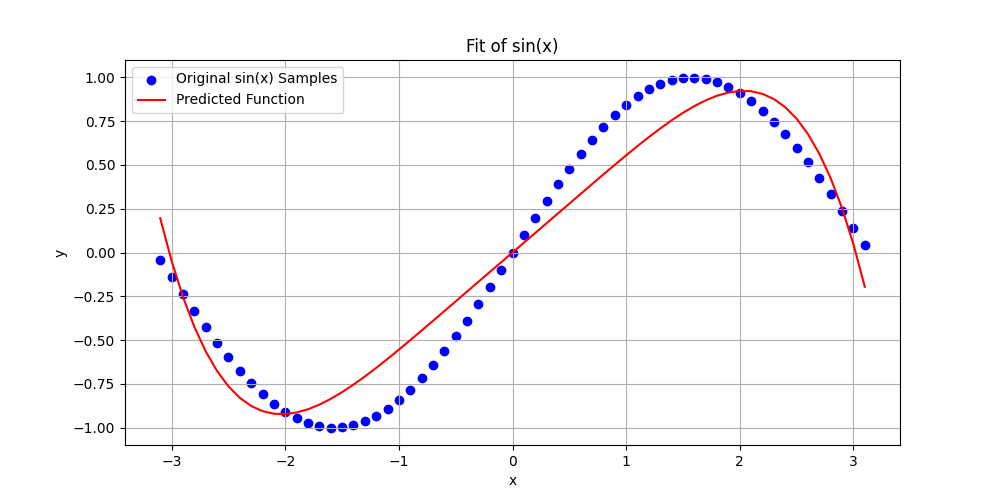 Fit of sin(x)
Original sin(x) Samples
Predicted Function
1.00
0.75
0.50
0.25
0.00
−0.25
−0.50
−0.75
−1.00
y
−3 −2 −1 0 1 2 3
x